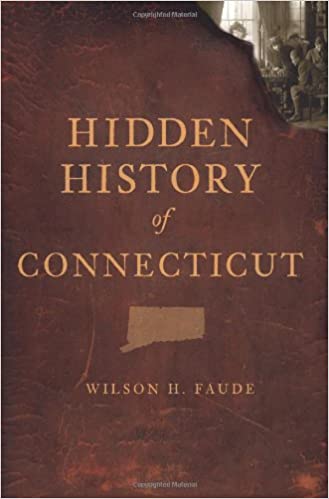 HIDDEN
HISTORY
of
CONNECTICUT
WILSON H. FAUDE